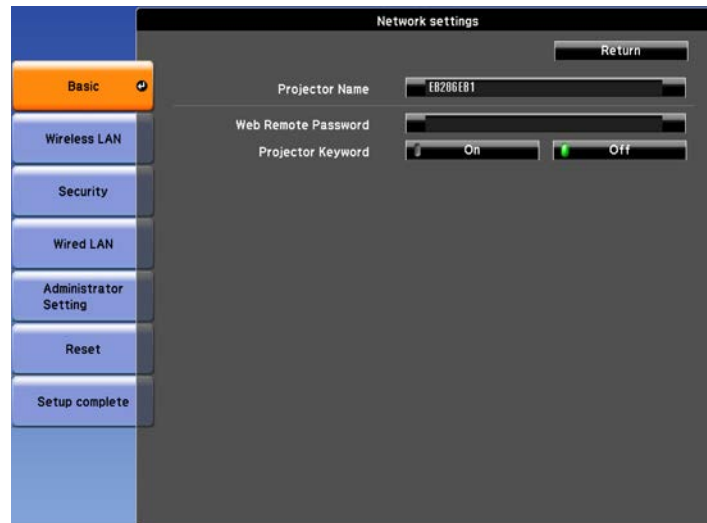 Network settings
Return
Basic
Projector Name
EB286EB1
Web Remote Password
Projector Keyword
On
Off
Wireless LAN
Security
Wired LAN
Administrator
Setting
Reset
Setup complete